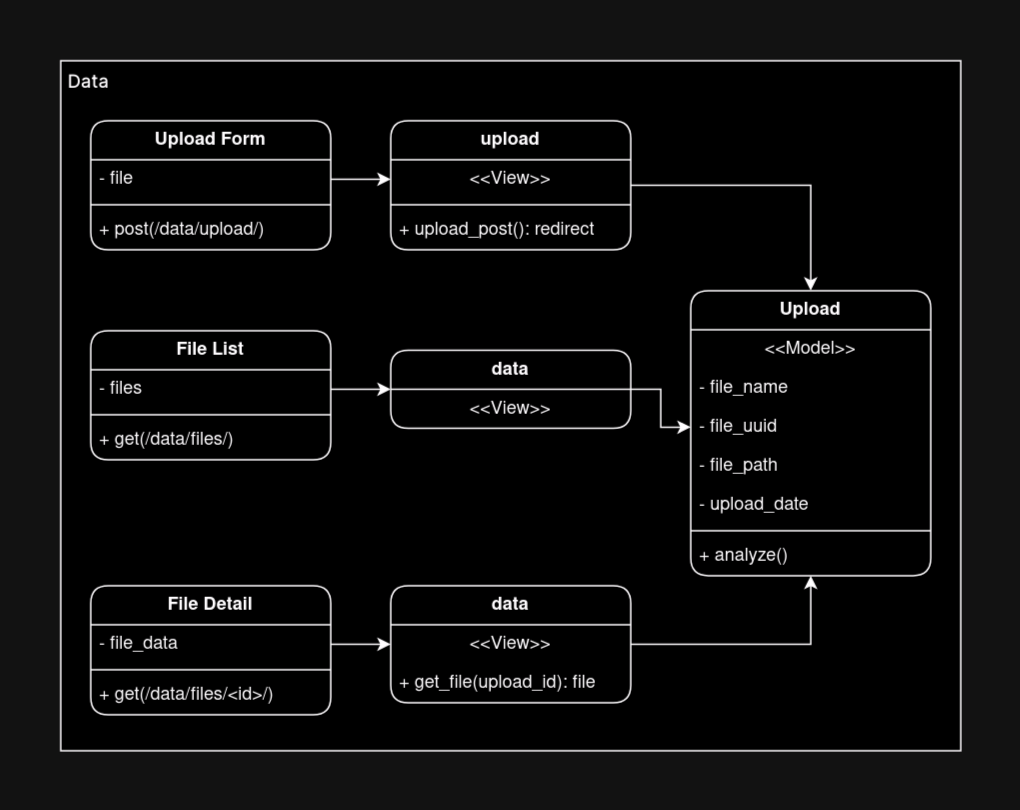 Data
Upload Form
- file
+ post(/data/upload/)
upload
<<View>>
+ upload_post(): redirect
File List
- files
+ get(/data/files/)
data
<<View>>
Upload
<<Model>>
- file_name
- file_uuid
- file_path
- upload_date
+ analyze()
File Detail
- file_data
+ get(/data/files/<id>/)
data
<<View>>
+ get_file(upload_id): file